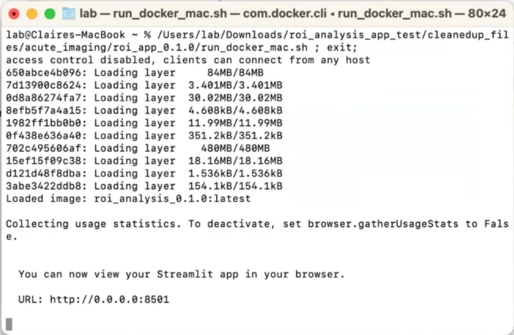 lab — run_docker_mac.sh — com.docker.cli ◂ run_docker_mac.sh — 80×24
lab@Claires-MacBook ~ % /Users/lab/Downloads/roi_analysis_app_test/cleanedup_fil
es/acute_imaging/roi_app_0.1.0/run_docker_mac.sh ; exit;
access control disabled, clients can connect from any host
650abce4b096: Loading layer     84MB/84MB
7d13900c8624: Loading layer  3.401MB/3.401MB
0d8a86274fa7: Loading layer  30.02MB/30.02MB
8efb5f7a4a15: Loading layer  4.608kB/4.608kB
1982ff1bb0b0: Loading layer  11.99MB/11.99MB
0f438e636a40: Loading layer  351.2kB/351.2kB
702c495606af: Loading layer    480MB/480MB
15ef15f09c38: Loading layer  18.16MB/18.16MB
d121d48f8dba: Loading layer  1.536kB/1.536kB
3abe3422ddb8: Loading layer  154.1kB/154.1kB
Loaded image: roi_analysis_0.1.0:latest
Collecting usage statistics. To deactivate, set browser.gatherUsageStats to Fals
e.
You can now view your Streamlit app in your browser.
URL: http://0.0.0.0:8501